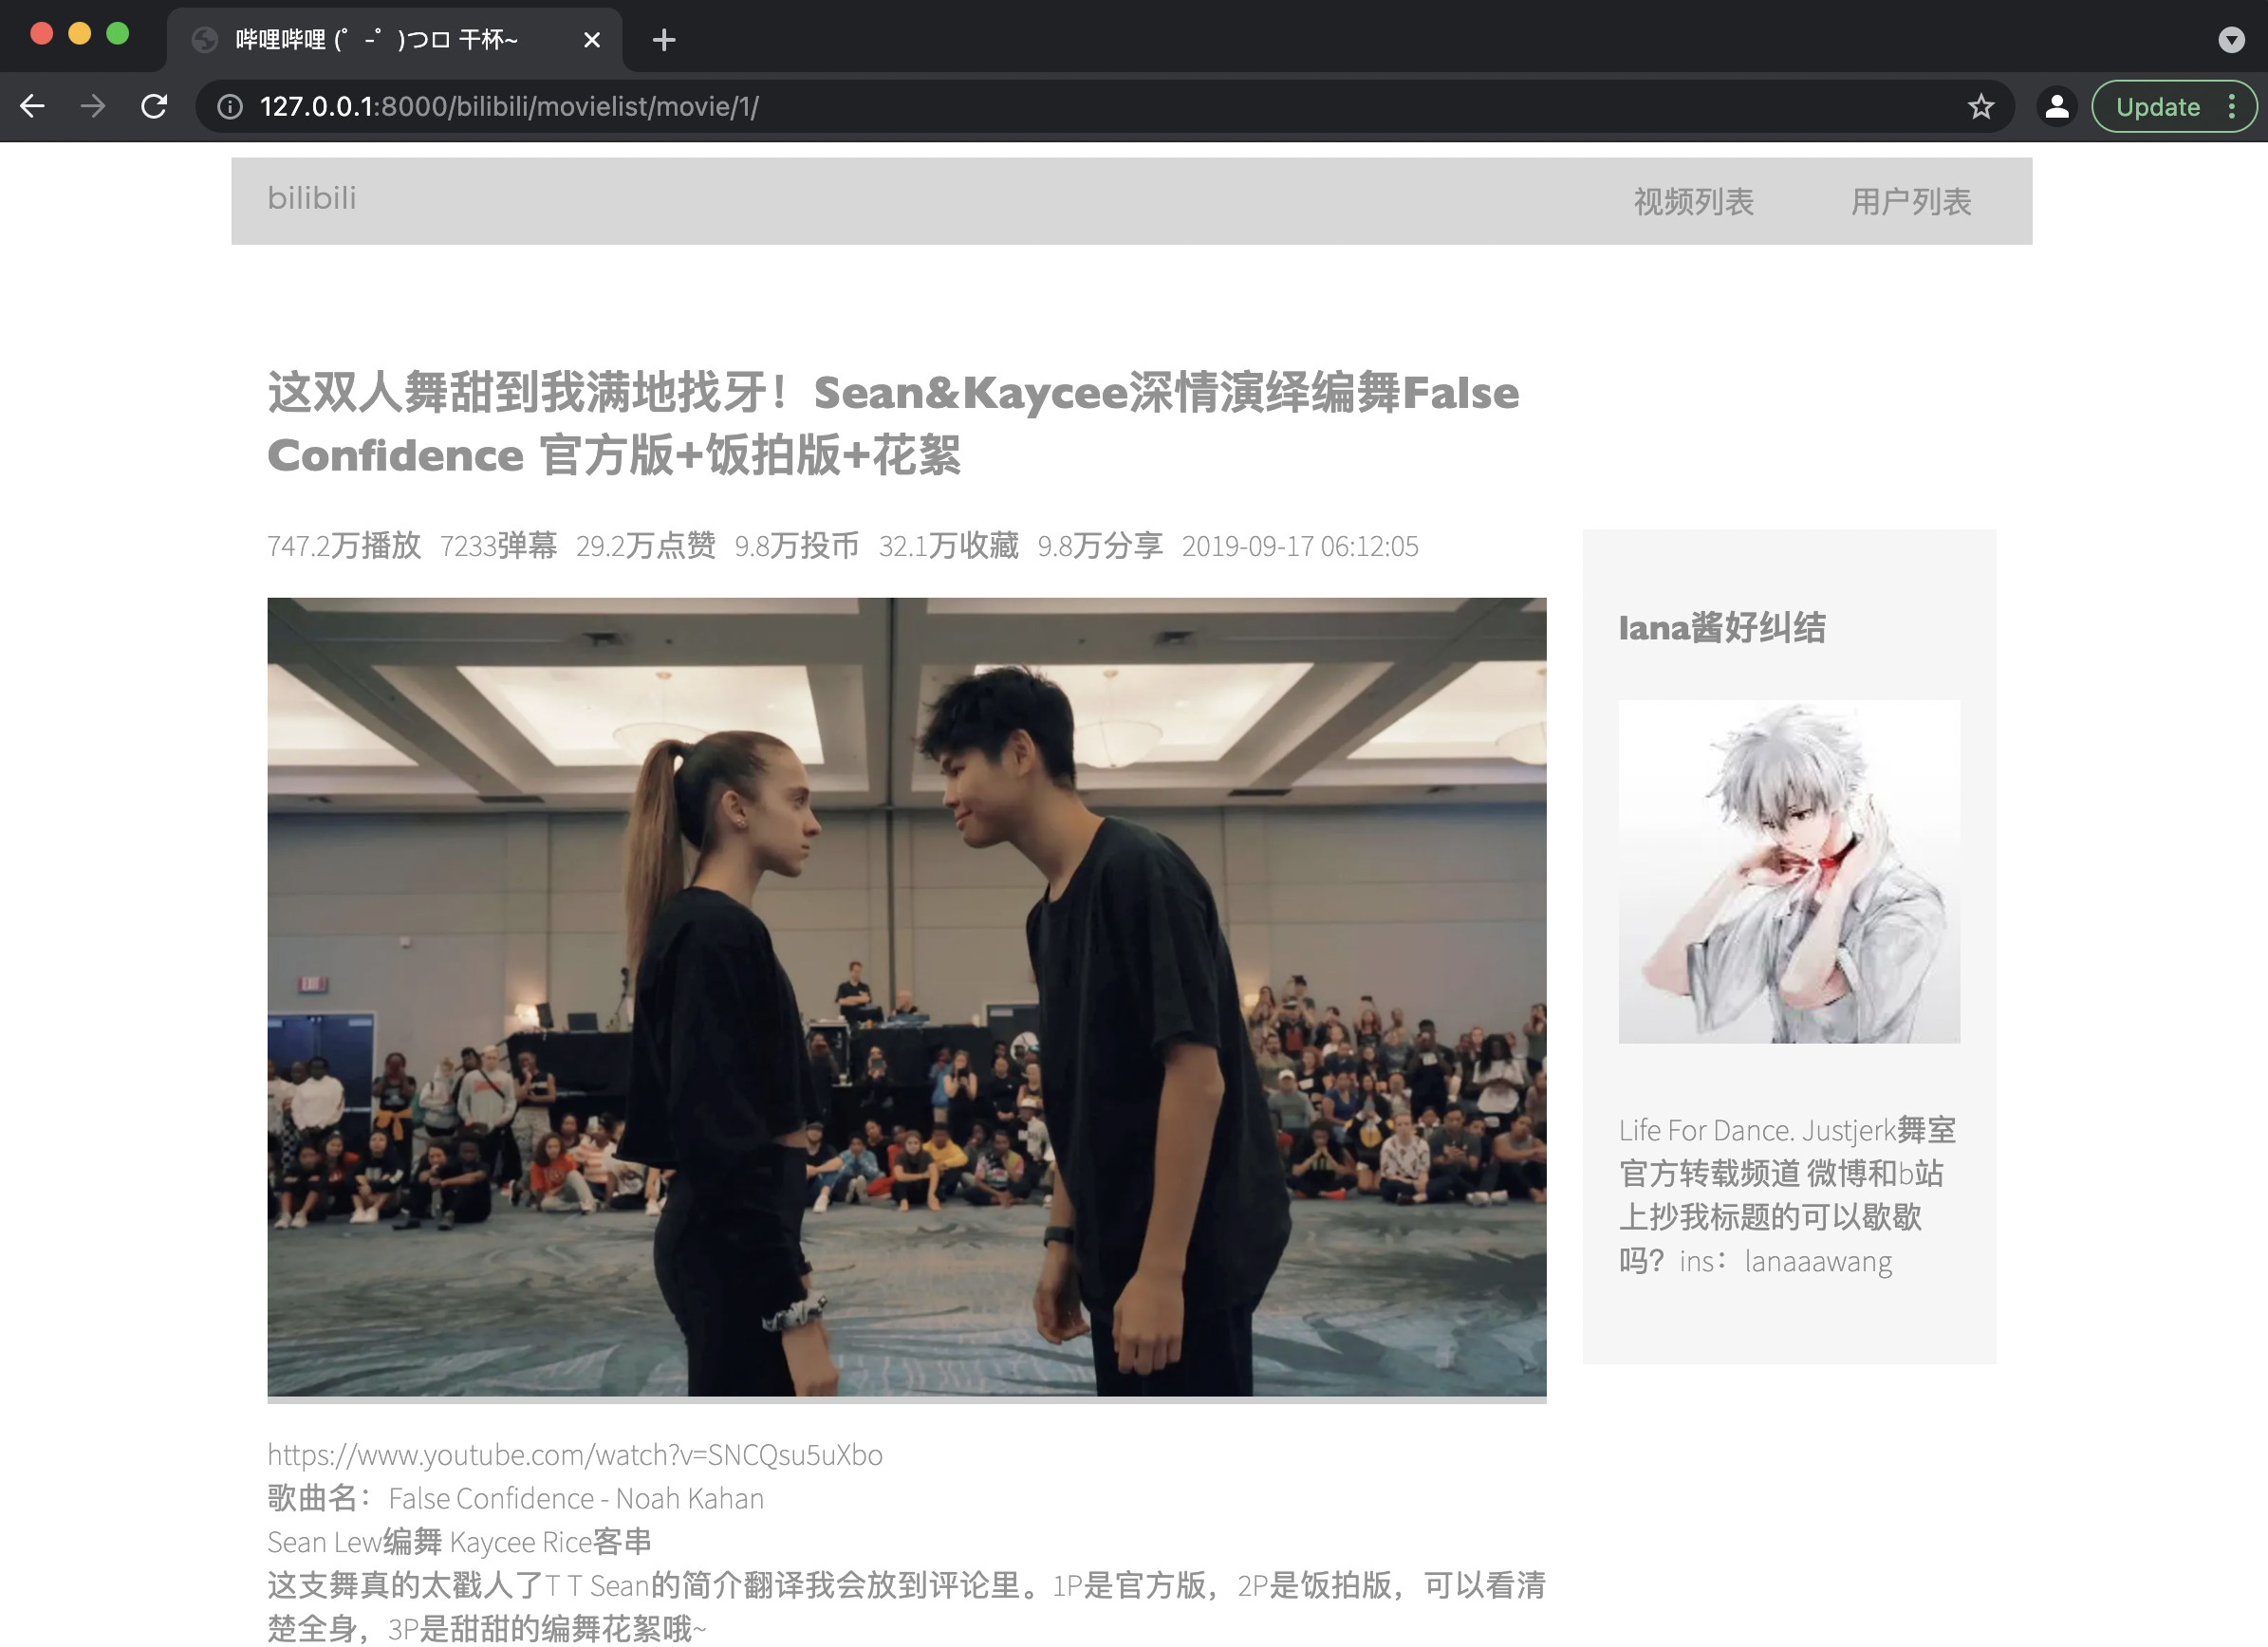 哔哩哔哩 (゜-゜)つロ 干杯~
127.0.0.1:8000/bilibili/movielist/movie/1/
Update
bilibili
视频列表
用户列表
这双人舞甜到我满地找牙！Sean&Kaycee深情演绎编舞False
Confidence 官方版+饭拍版+花絮
747.2万播放 7233弹幕 29.2万点赞 9.8万投币 32.1万收藏 9.8万分享 2019-09-17 06:12:05
EXIT
lana酱好纠结
Life For Dance. Justjerk舞室
官方转载频道 微博和b站
上抄我标题的可以歇歇
吗？ins：lanaaawang
https://www.youtube.com/watch?v=SNCQsu5uXbo
歌曲名：False Confidence - Noah Kahan
Sean Lew编舞 Kaycee Rice客串
这支舞真的太戳人了T T Sean的简介翻译我会放到评论里。1P是官方版，2P是饭拍版，可以看清
楚全身，3P是甜甜的编舞花絮哦~